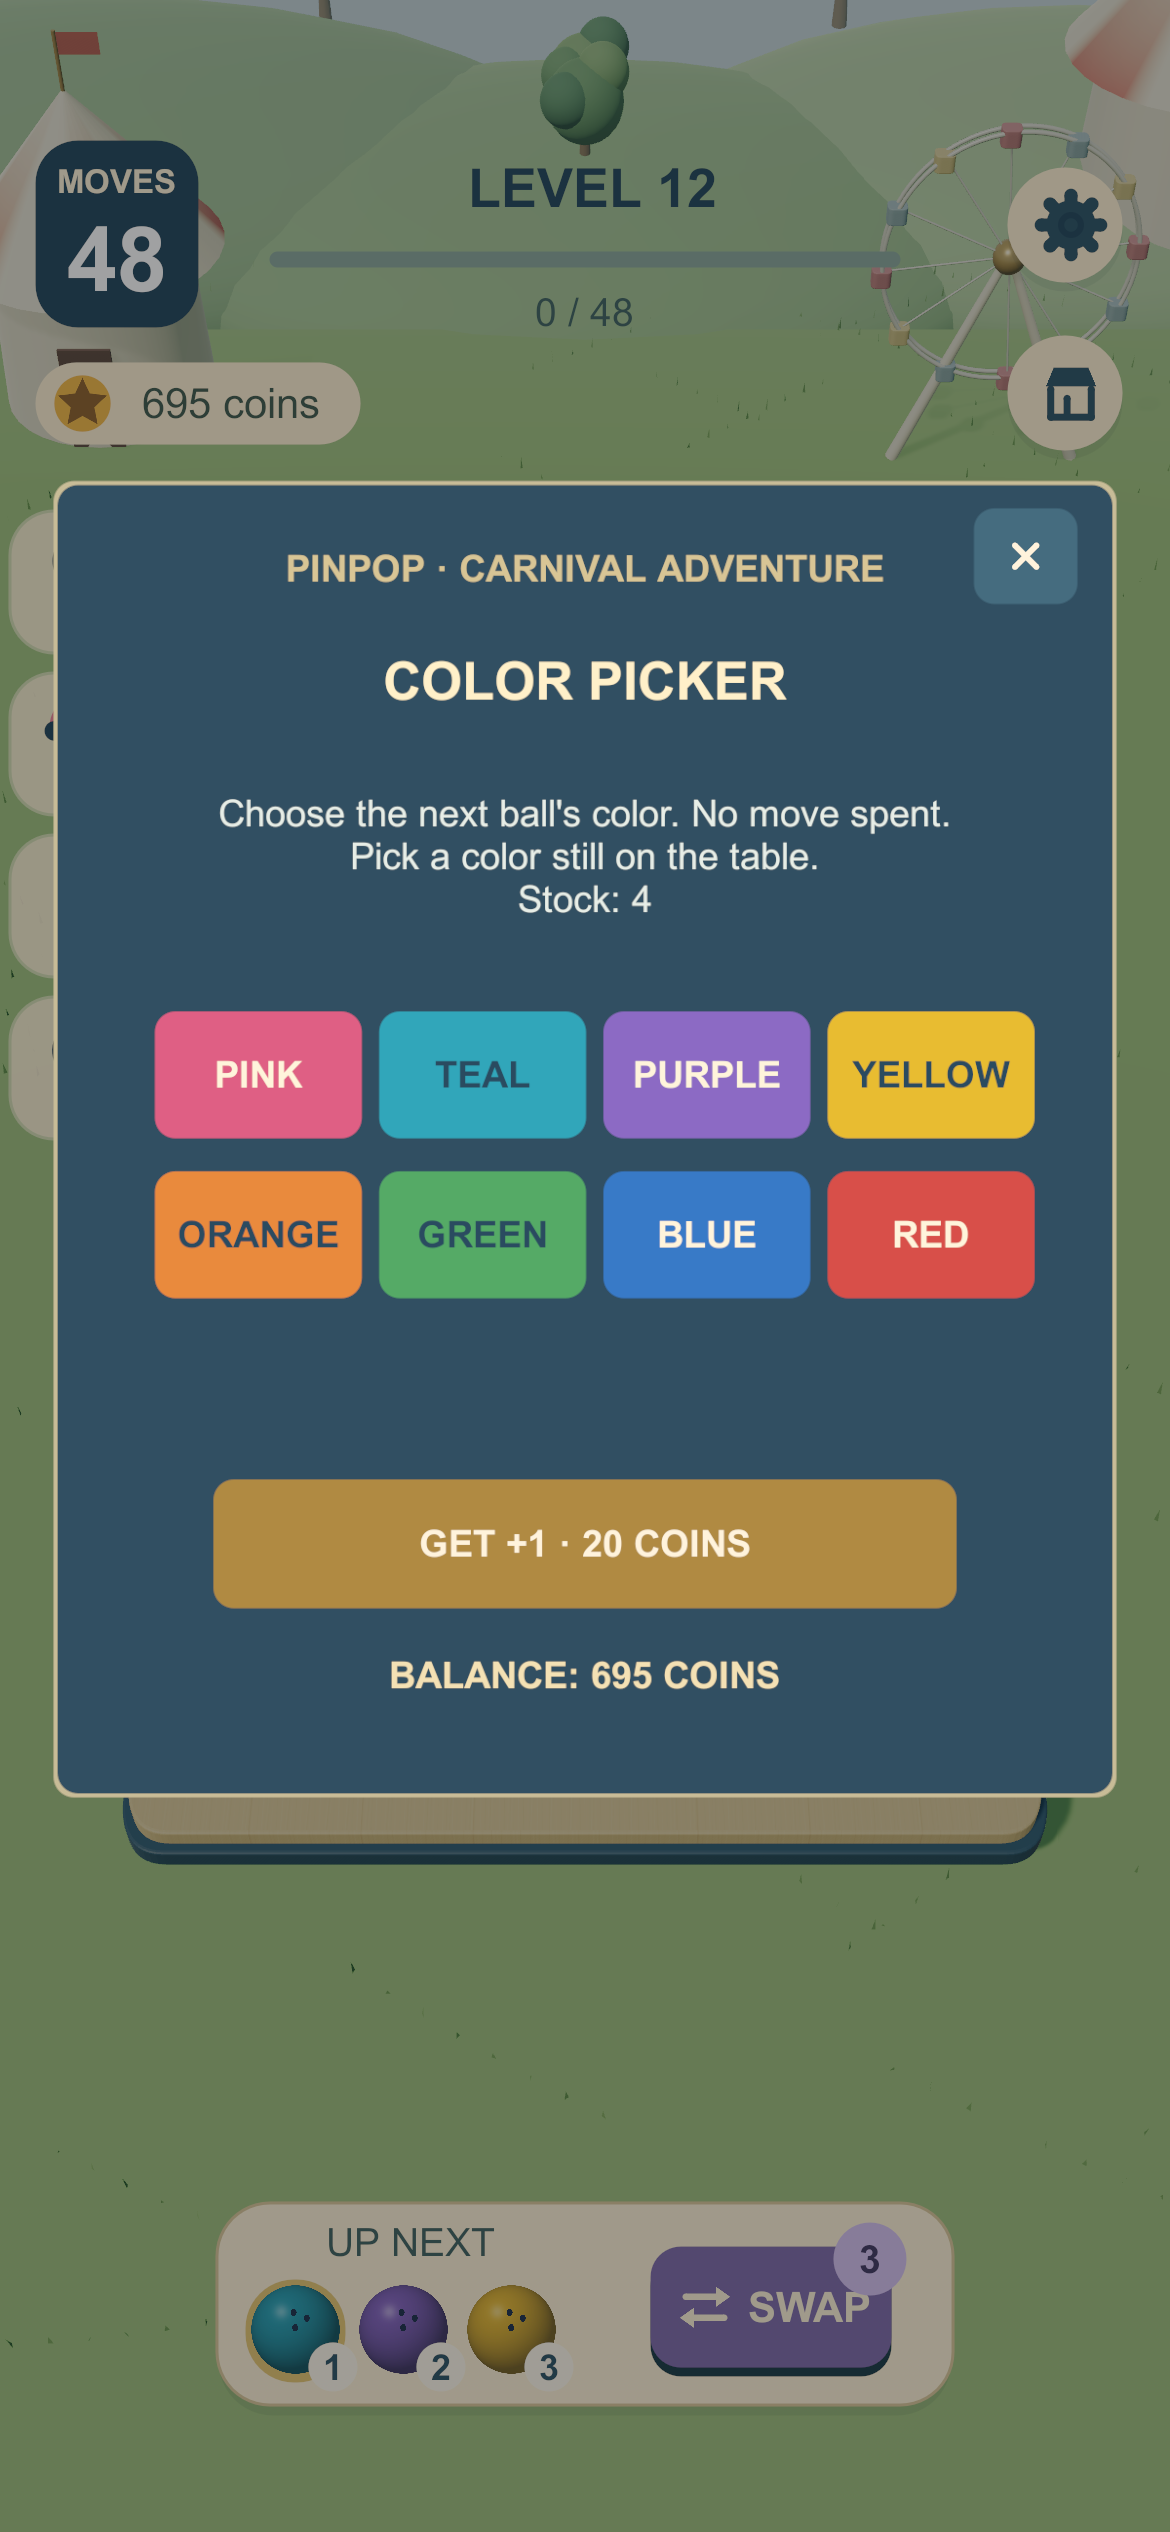 MOVES
48
LEVEL 12
0 / 48
695 coins
PINPOP · CARNIVAL ADVENTURE
COLOR PICKER
Choose the next ball's color. No move spent.
Pick a color still on the table.
Stock: 4
PINK TEAL PURPLE YELLOW
ORANGE GREEN BLUE RED
GET +1 · 20 COINS
BALANCE: 695 COINS
UP NEXT
1 2 3
3
SWAP